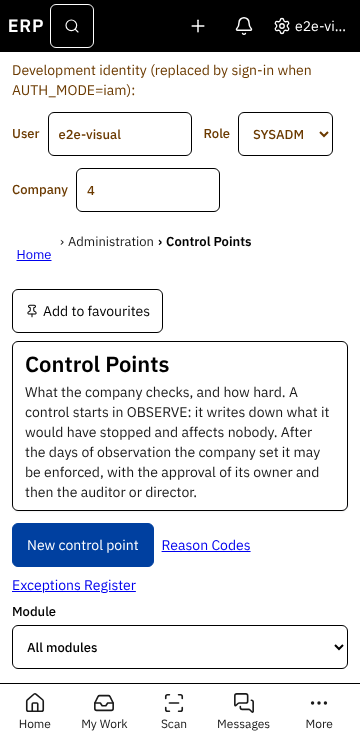 ERP e2e-vi...
Development identity (replaced by sign-in when
AUTH_MODE=iam):
User e2e-visual Role SYSADM
Company 4
Home › Administration › Control Points
Add to favourites
Control Points
What the company checks, and how hard. A
control starts in OBSERVE: it writes down what it
would have stopped and affects nobody. After
the days of observation the company set it may
be enforced, with the approval of its owner and
then the auditor or director.
New control point Reason Codes
Exceptions Register
Module
All modules
Home My Work Scan Messages More